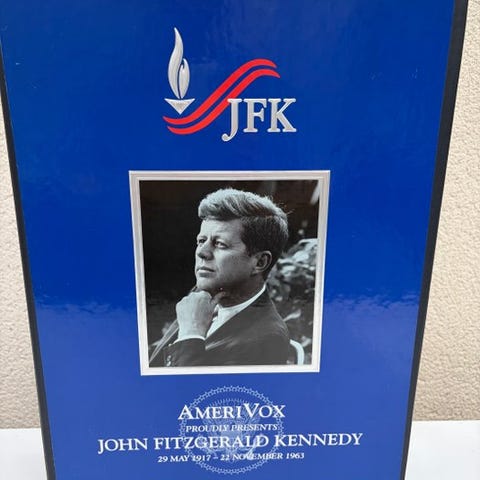 JFK
AMERIVOX
PROUDLY PRESENTS
JOHN FITZGERALD KENNEDY
29 MAY 1917 – 22 NOVEMBER 1963